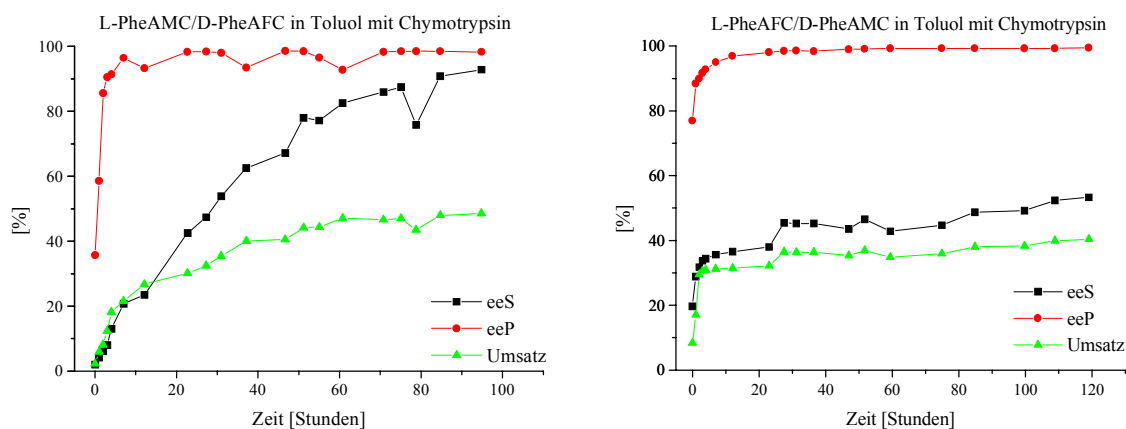 L-PheAMC/D-PheAFC in Toluol mit Chymotrypsin
100
80
60
40
20
0
[%]
eeS
eeP
Umsatz
0 20 40 60 80 100
Zeit [Stunden]
L-PheAFC/D-PheAMC in Toluol mit Chymotrypsin
100
80
60
40
20
0
[%]
eeS
eeP
Umsatz
0 20 40 60 80 100 120
Zeit [Stunden]